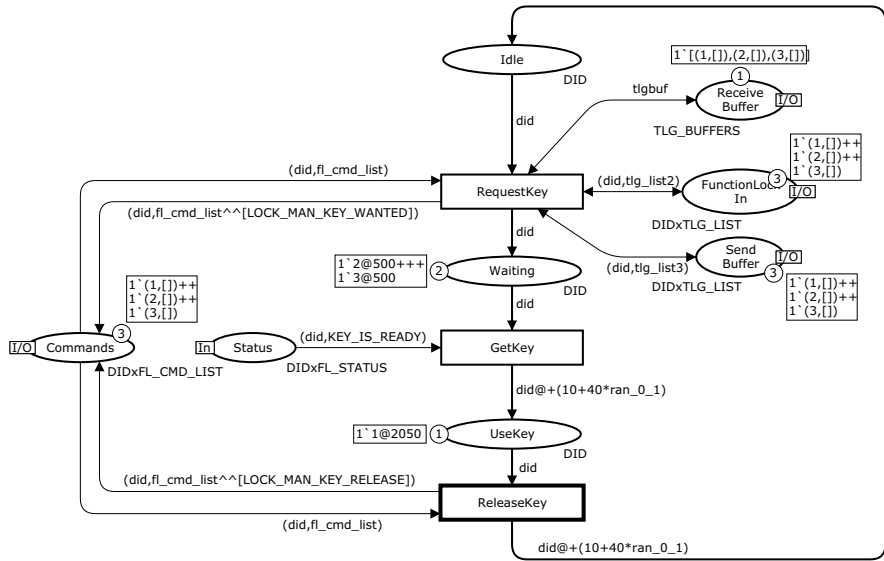 Idle
DID
1`[(1,[]),(2,[]),(3,[])]
1
Receive
Buffer
I/O
TLG_BUFFERS
tlgbuf
did
(did,fl_cmd_list)
RequestKey
(did,tlg_list2)
1`(1,[])++
1`(2,[])++
1`(3,[])
3
In
I/O
DIDxTLG_LIST
(did,fl_cmd_list^^[LOCK_MAN_KEY_WANTED])
did
(did,tlg_list3)
Send
Buffer
I/O
3
DIDxTLG_LIST
1`(1,[])++
1`(2,[])++
1`(3,[])
1`2@500+++
1`3@500
2
Waiting
DID
did
1`(1,[])++
1`(2,[])++
1`(3,[])
3
I/O
Commands
DIDxFL_CMD_LIST
In
Status
DIDxFL_STATUS
(did,KEY_IS_READY)
GetKey
did@+(10+40*ran_0_1)
1`1@2050
1
UseKey
DID
did
(did,fl_cmd_list^^[LOCK_MAN_KEY_RELEASE])
ReleaseKey
(did,fl_cmd_list)
did@+(10+40*ran_0_1)